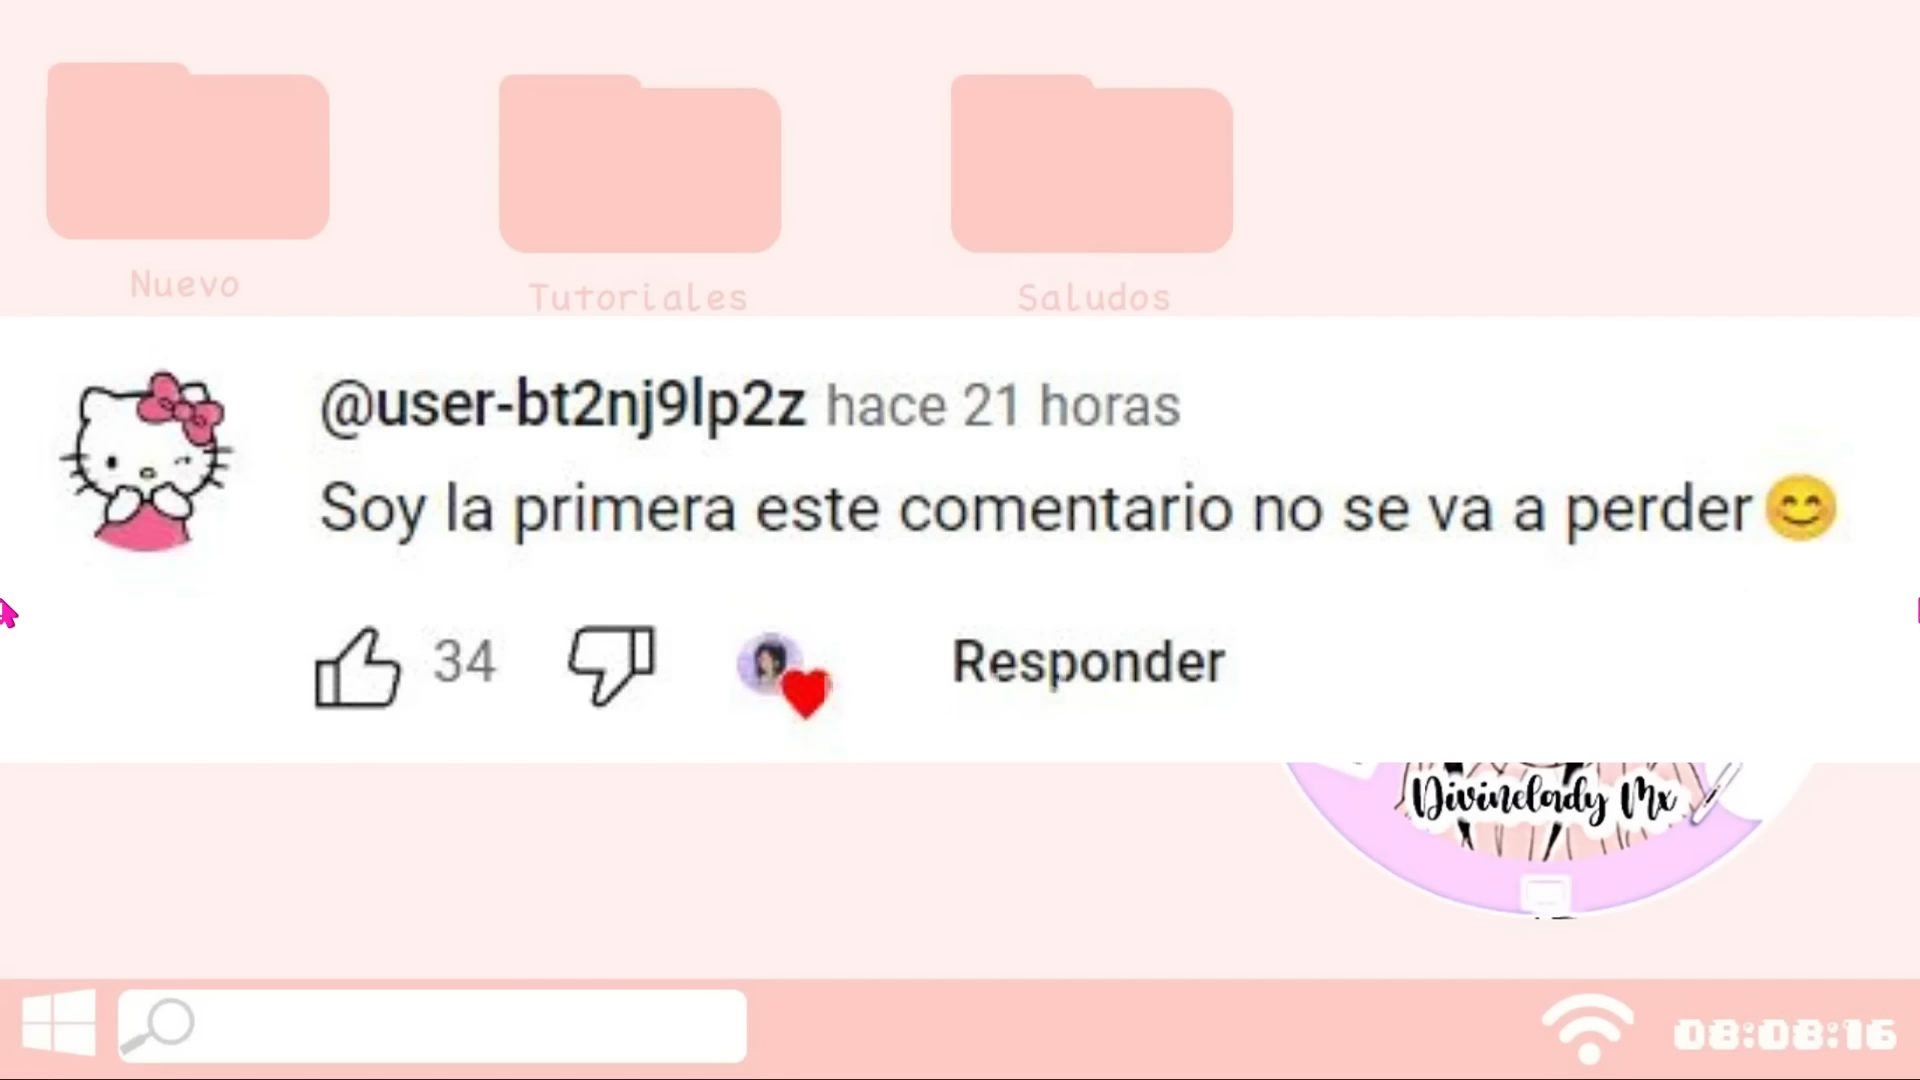 Nuevo
Tutoriales
Saludos
@user-bt2nj9lp2z hace 21 horas
Soy la primera este comentario no se va a perder😊
34
Responder
Divinelady Mx
08:08:16